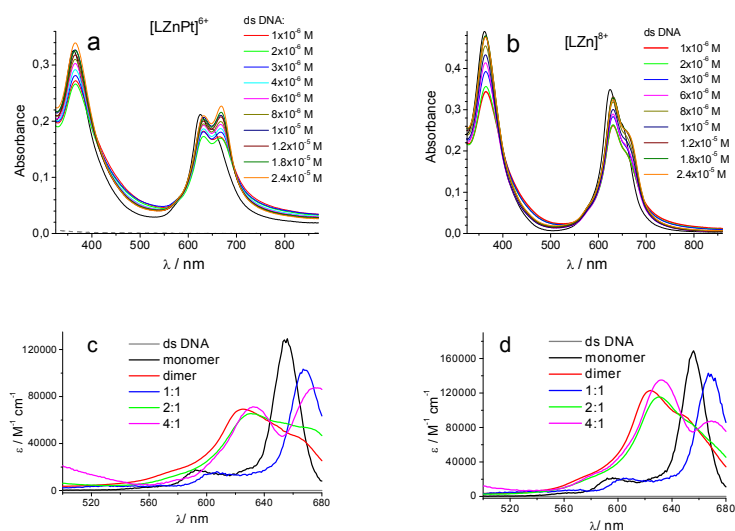 a
[LZnPt]6+
ds DNA:
1x10-6 M
2x10-6 M
3x10-6 M
4x10-6 M
6x10-6 M
8x10-6 M
1x10-5 M
1.2x10-5 M
1.8x10-5 M
2.4x10-5 M
Absorbance
0,3
0,2
0,1
0,0
400 500 600 700 800
λ / nm
b
[LZn]8+
ds DNA
1x10-6 M
2x10-6 M
3x10-6 M
6x10-6 M
8x10-6 M
1x10-5 M
1.2x10-5 M
1.8x10-5 M
2.4x10-5 M
Absorbance
0,5
0,4
0,3
0,2
0,1
0,0
400 500 600 700 800
λ / nm
c
ds DNA
monomer
dimer
1:1
2:1
4:1
ε / M-1 cm-1
120000
80000
40000
0
520 560 600 640 680
λ/ nm
d
ds DNA
monomer
dimer
1:1
2:1
4:1
ε / M-1 cm-1
160000
120000
80000
40000
0
520 560 600 640 680
λ / nm